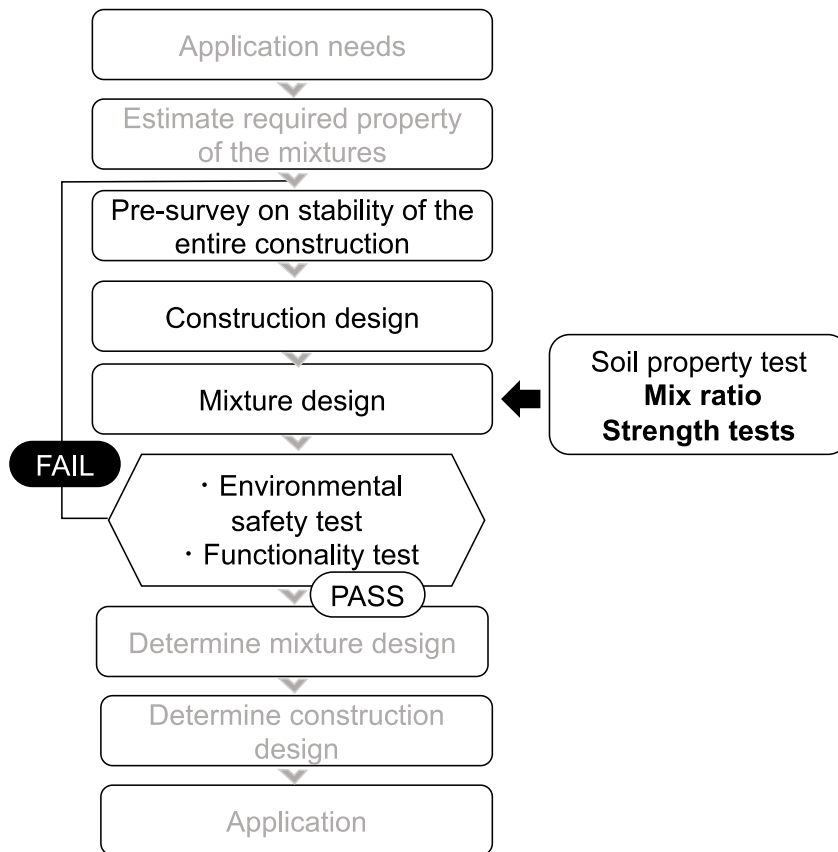 Application needs
Estimate required property
of the mixtures
Pre-survey on stability of the
entire construction
Construction design
Mixture design
Soil property test
Mix ratio
Strength tests
FAIL
・Environmental
safety test
・Functionality test
PASS
Determine mixture design
Determine construction
design
Application